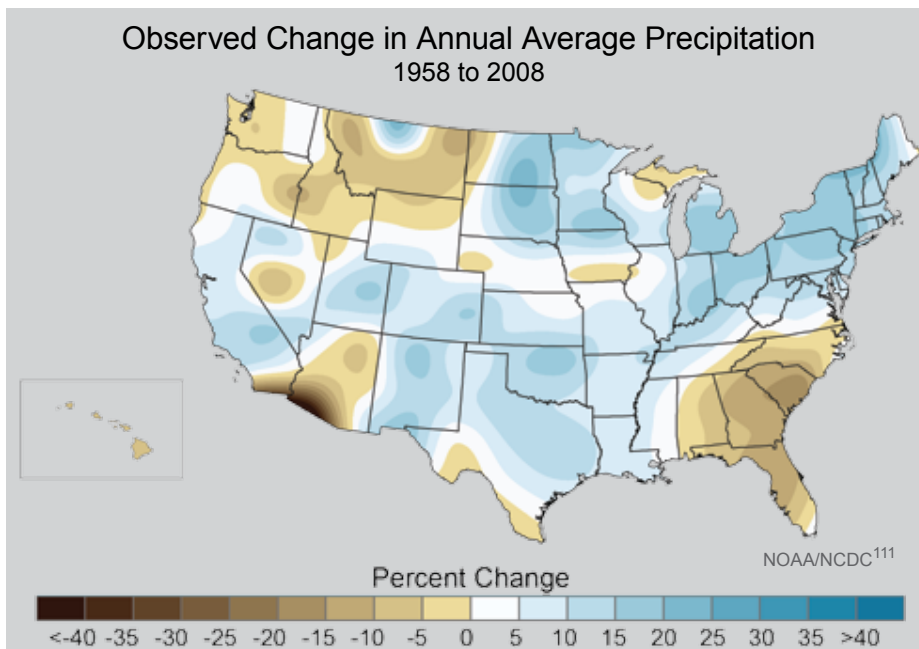 Observed Change in Annual Average Precipitation
1958 to 2008
NOAA/NCDC111
Percent Change
<-40 -35 -30 -25 -20 -15 -10 -5 0 5 10 15 20 25 30 35 >40